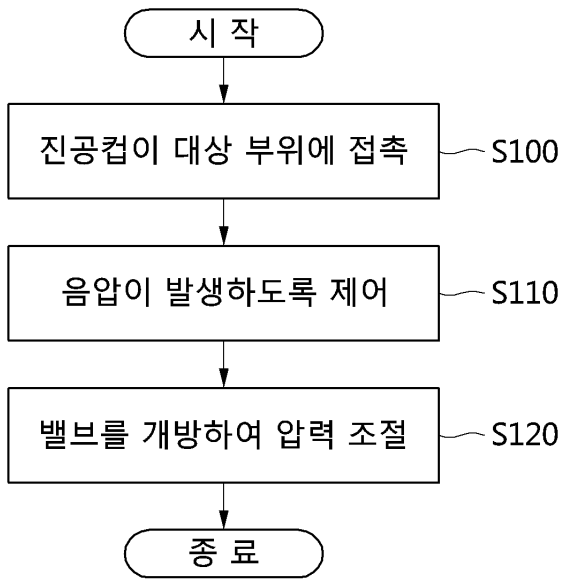 시 작
진공컵이 대상 부위에 접촉
S100
음압이 발생하도록 제어
S110
밸브를 개방하여 압력 조절
S120
종 료